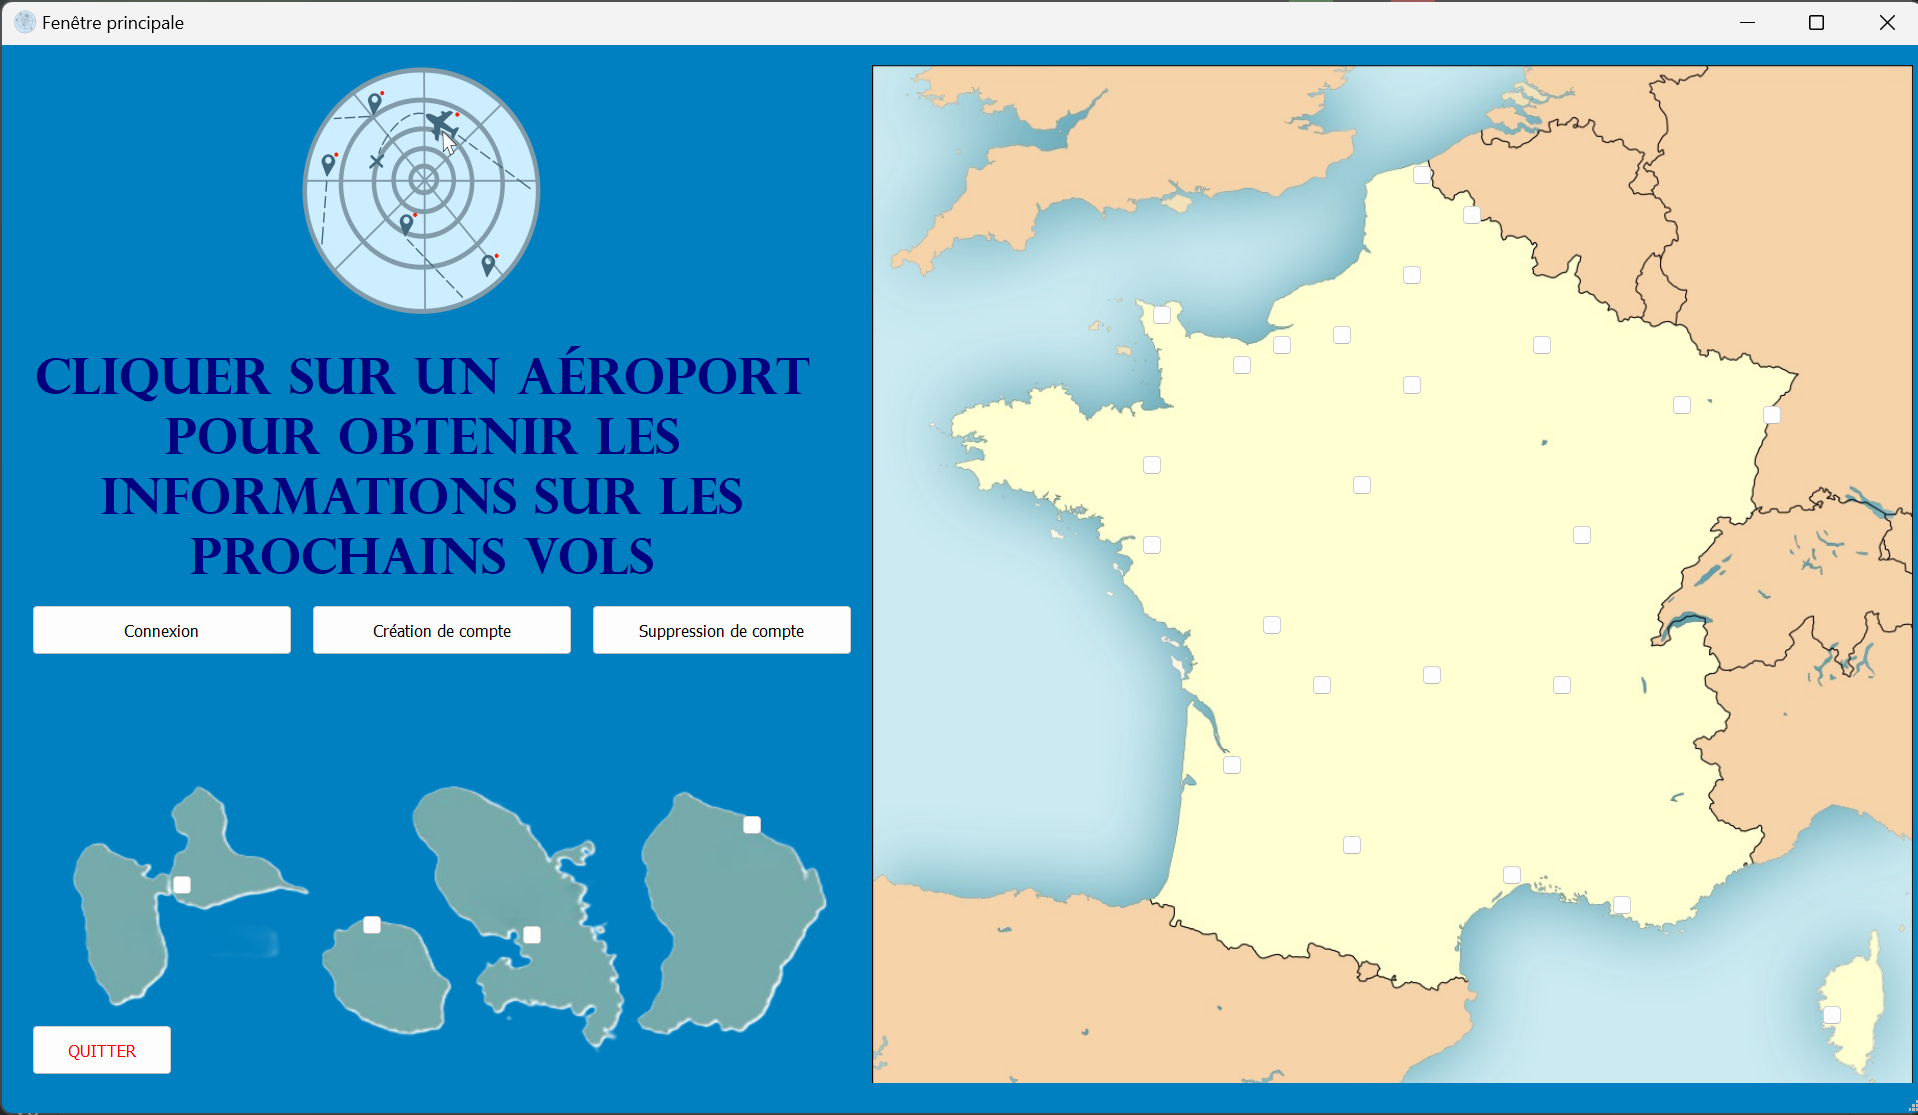 Fenêtre principale
CLIQUER SUR UN AÉROPORT
POUR OBTENIR LES
INFORMATIONS SUR LES
PROCHAINS VOLS
Connexion
Création de compte
Suppression de compte
QUITTER